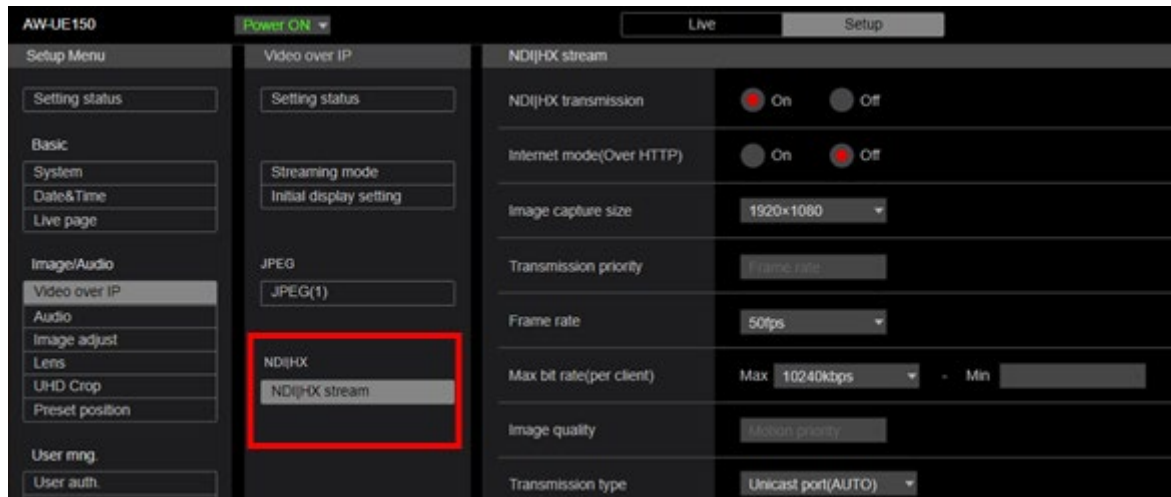 AW-UE150
Power ON
Live
Setup
Setup Menu
Setting status
Basic
System
Date&Time
Live page
Image/Audio
Video over IP
Audio
Image adjust
Lens
UHD Crop
Preset position
User mng.
User auth.
Video over IP
Setting status
Streaming mode
Initial display setting
JPEG
JPEG(1)
NDI|HX
NDI|HX stream
NDI|HX stream
NDI|HX transmission On Off
Internet mode(Over HTTP) On Off
Image capture size 1920×1080
Transmission priority Frame rate
Frame rate 50fps
Max bit rate(per client) Max 10240kbps - Min
Image quality Motion priority
Transmission type Unicast port(AUTO)